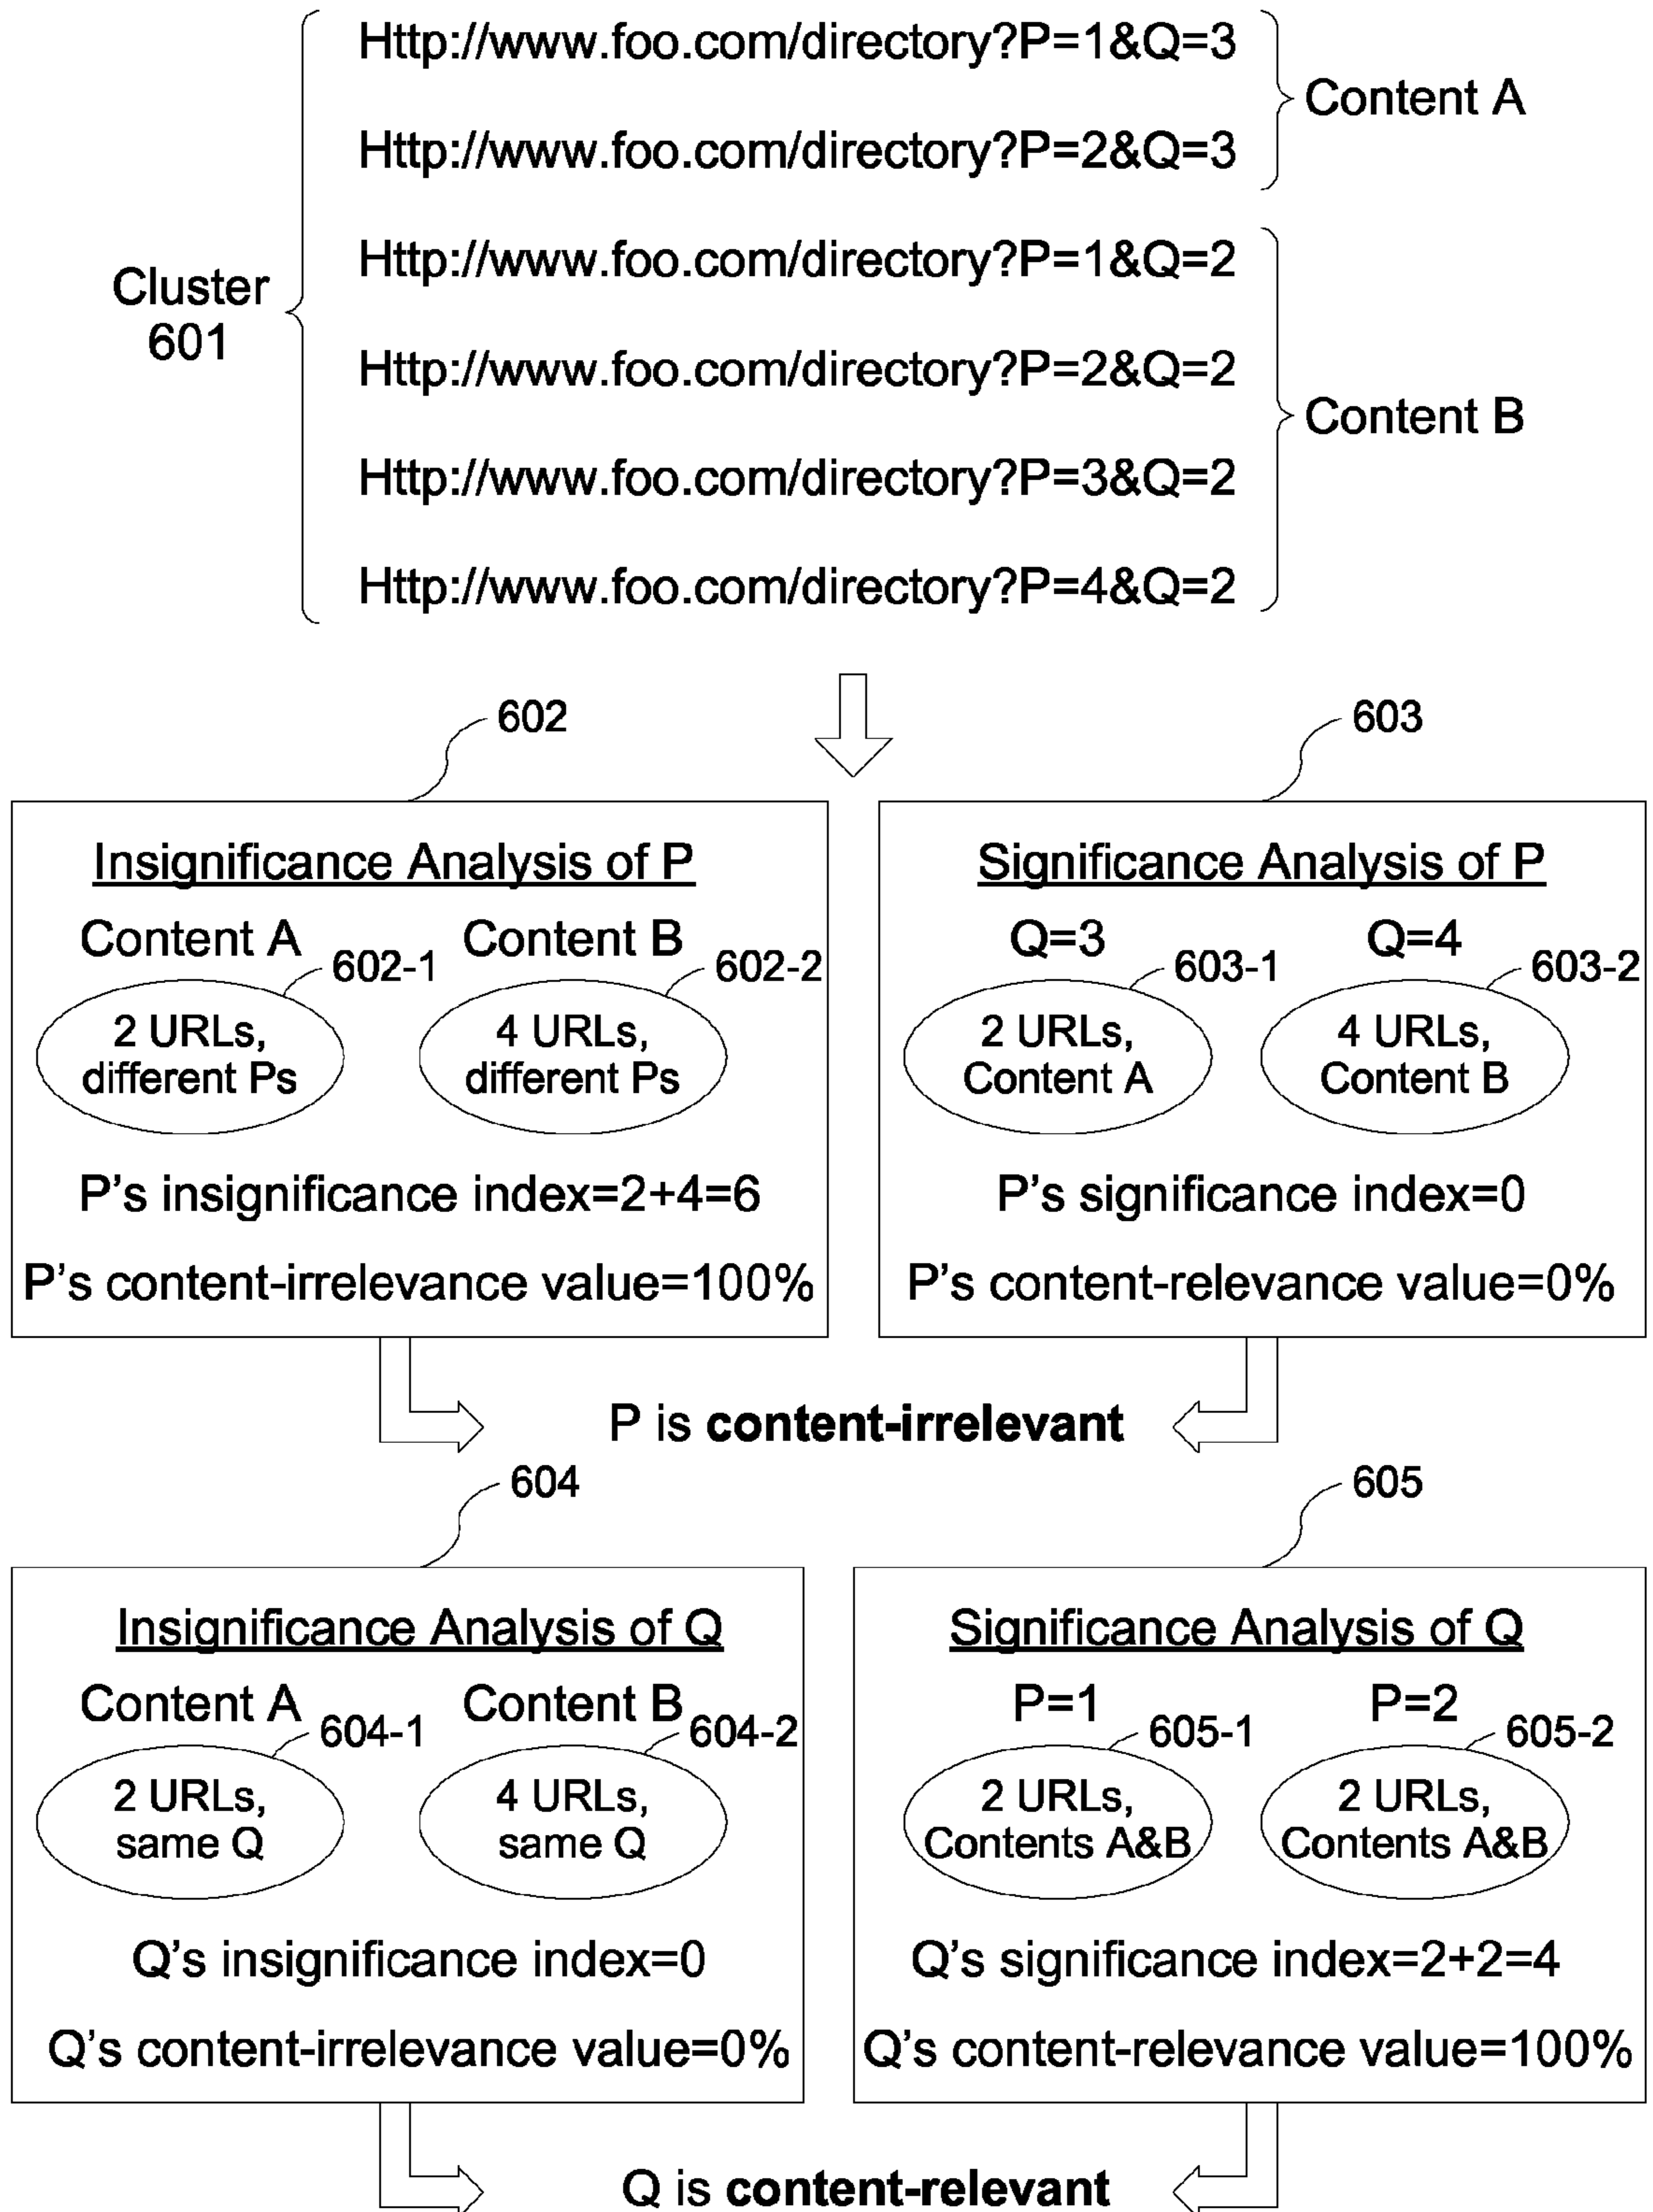 Http://www.foo.com/directory?P=1&Q=3
Http://www.foo.com/directory?P=2&Q=3
Content A
Http://www.foo.com/directory?P=1&Q=2
Http://www.foo.com/directory?P=2&Q=2
Http://www.foo.com/directory?P=3&Q=2
Http://www.foo.com/directory?P=4&Q=2
Content B
Cluster
601
602
Insignificance Analysis of P
Content A
602-1
2 URLs,
different Ps
Content B
602-2
4 URLs,
different Ps
P's insignificance index=2+4=6
P's content-irrelevance value=100%
603
Significance Analysis of P
Q=3
603-1
2 URLs,
Content A
Q=4
603-2
4 URLs,
Content B
P's significance index=0
P's content-relevance value=0%
P is content-irrelevant
604
Insignificance Analysis of Q
Content A
604-1
2 URLs,
same Q
Content B
604-2
4 URLs,
same Q
Q's insignificance index=0
Q's content-irrelevance value=0%
605
Significance Analysis of Q
P=1
605-1
2 URLs,
Contents A&B
P=2
605-2
2 URLs,
Contents A&B
Q's significance index=2+2=4
Q's content-relevance value=100%
Q is content-relevant